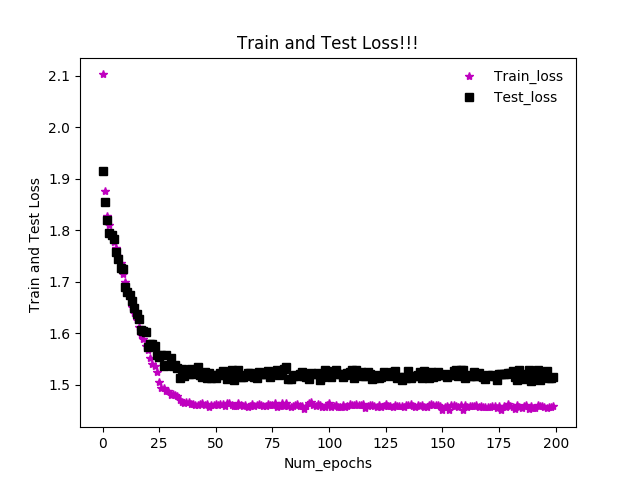 Train and Test Loss!!!
Train_loss
Test_loss
Train and Test Loss
2.1
2.0
1.9
1.8
1.7
1.6
1.5
0 25 50 75 100 125 150 175 200
Num_epochs